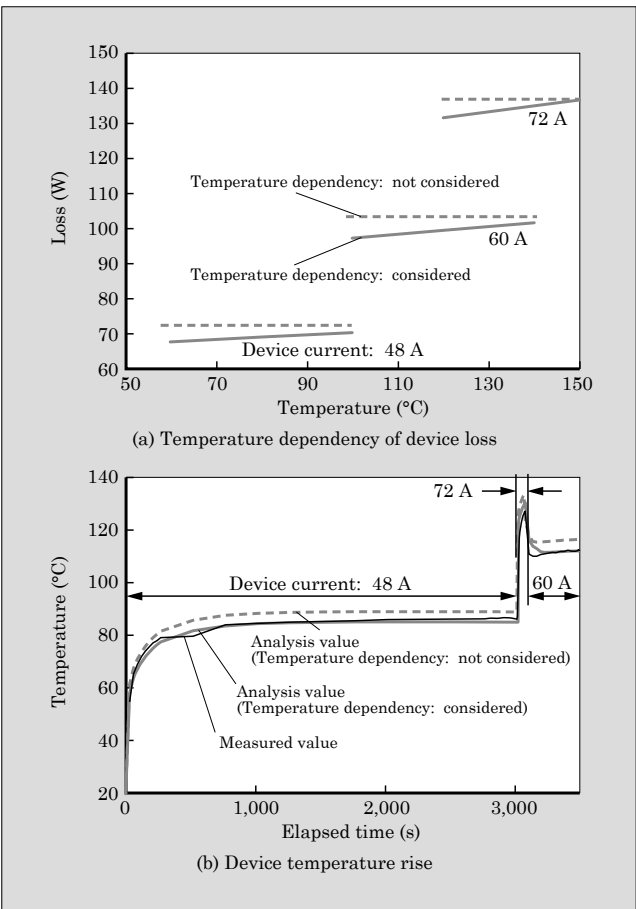 150
140
130
120
110
100
90
80
70
60
Loss (W)
72 A
Temperature dependency: not considered
60 A
Temperature dependency: considered
Device current: 48 A
50 70 90 110 130 150
Temperature (°C)
(a) Temperature dependency of device loss
140
120
100
80
60
40
20
Temperature (°C)
72 A
Device current: 48 A
60 A
Analysis value
(Temperature dependency: not considered)
Analysis value
(Temperature dependency: considered)
Measured value
0 1,000 2,000 3,000
Elapsed time (s)
(b) Device temperature rise